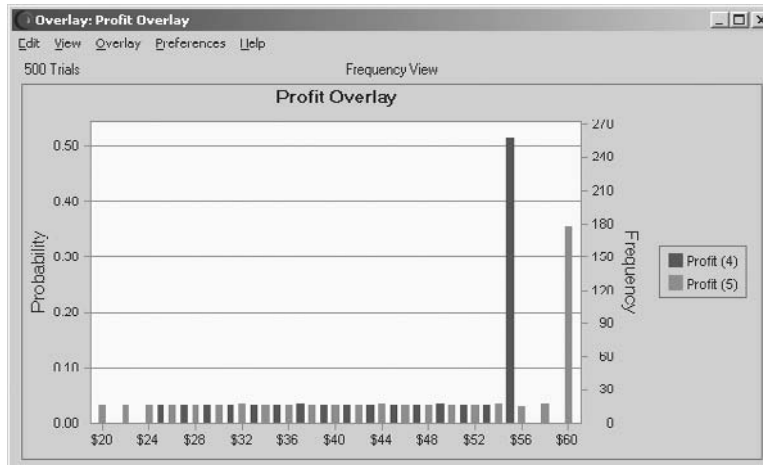 Overlay: Profit Overlay
Edit View Overlay Preferences Help
500 Trials
Frequency View
Profit Overlay
Probability
0.50
0.40
0.30
0.20
0.10
0.00
270
240
210
180
150
120
90
60
30
0
Frequency
Profit (4)
Profit (5)
$20 $24 $28 $32 $36 $40 $44 $48 $52 $56 $60